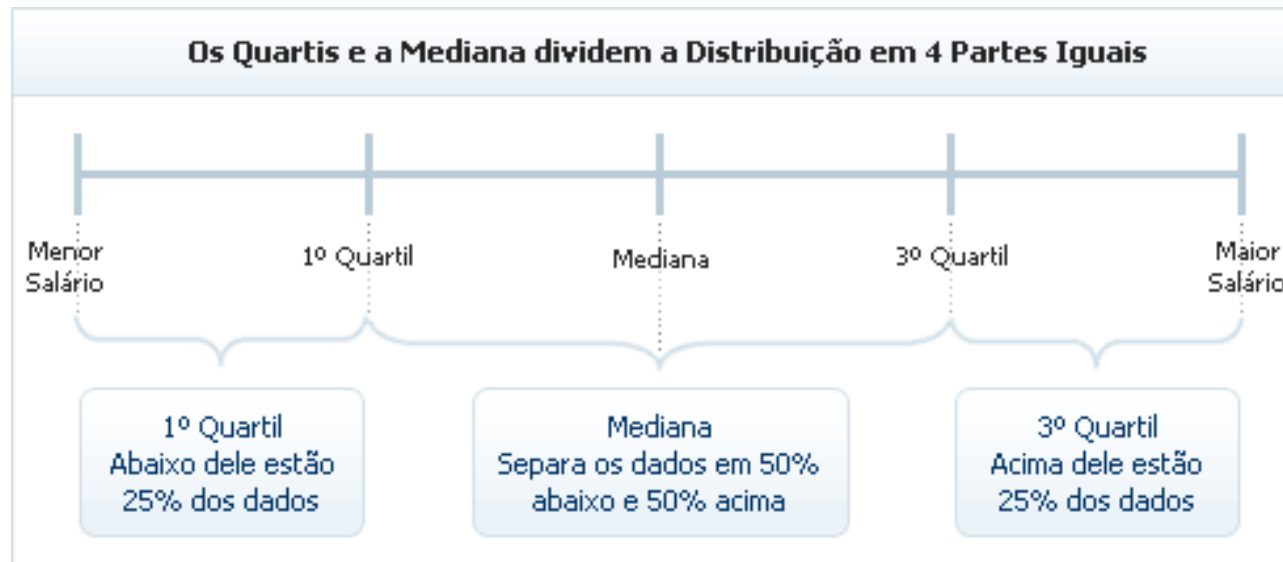 Os Quartis e a Mediana dividem a Distribuição em 4 Partes Iguais
Menor
Salário
1º Quartil
Mediana
3º Quartil
Maior
Salário
1º Quartil
Abaixo dele estão
25% dos dados
Mediana
Separa os dados em 50%
abaixo e 50% acima
3º Quartil
Acima dele estão
25% dos dados